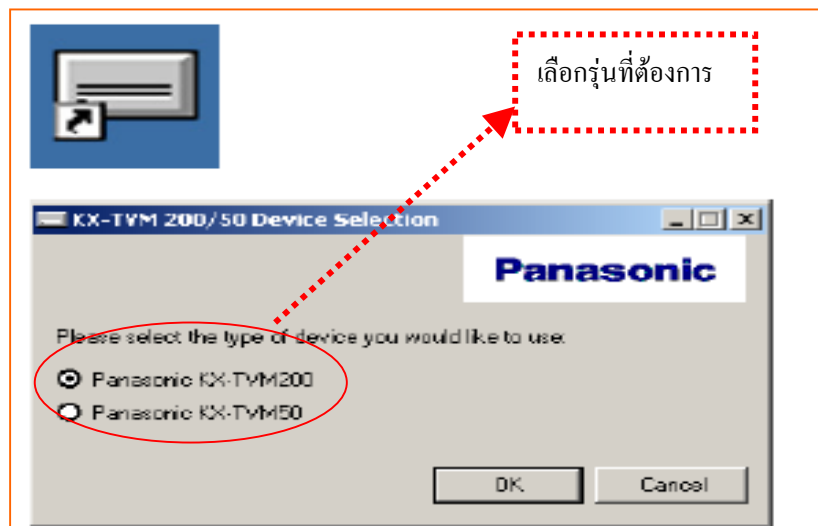 เลือกรุ่นที่ต้องการ
KX-TVM 200/50 Device Selection
Panasonic
Please select the type of device you would like to use:
Panasonic KX-TVM200
Panasonic KX-TVM50
OK
Cancel